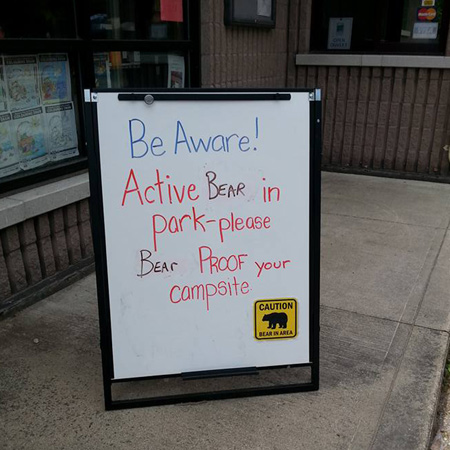 Be Aware!
Active BEAR in
park-please
BEAR PROOF your
campsite
CAUTION
BEAR IN AREA